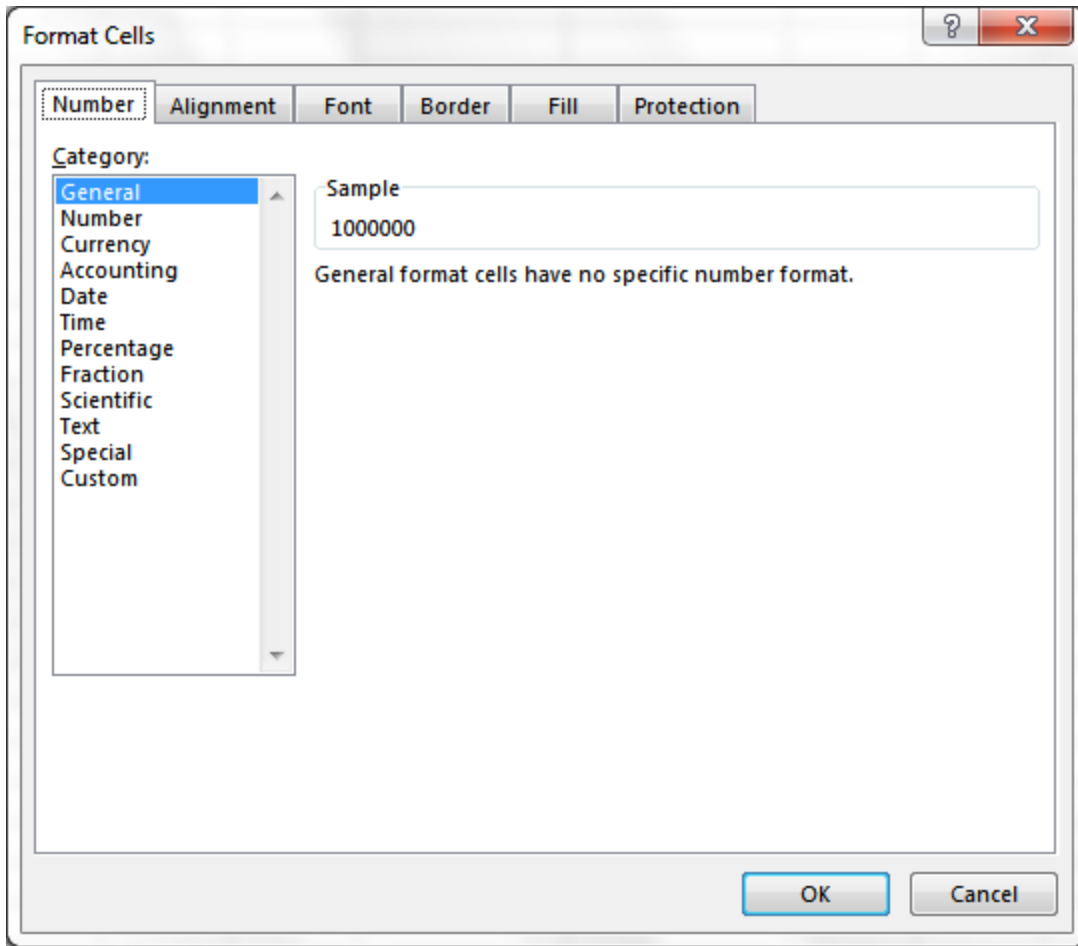 Format Cells
Number Alignment Font Border Fill Protection
Category:
General
Number
Currency
Accounting
Date
Time
Percentage
Fraction
Scientific
Text
Special
Custom
Sample
1000000
General format cells have no specific number format.
OK Cancel